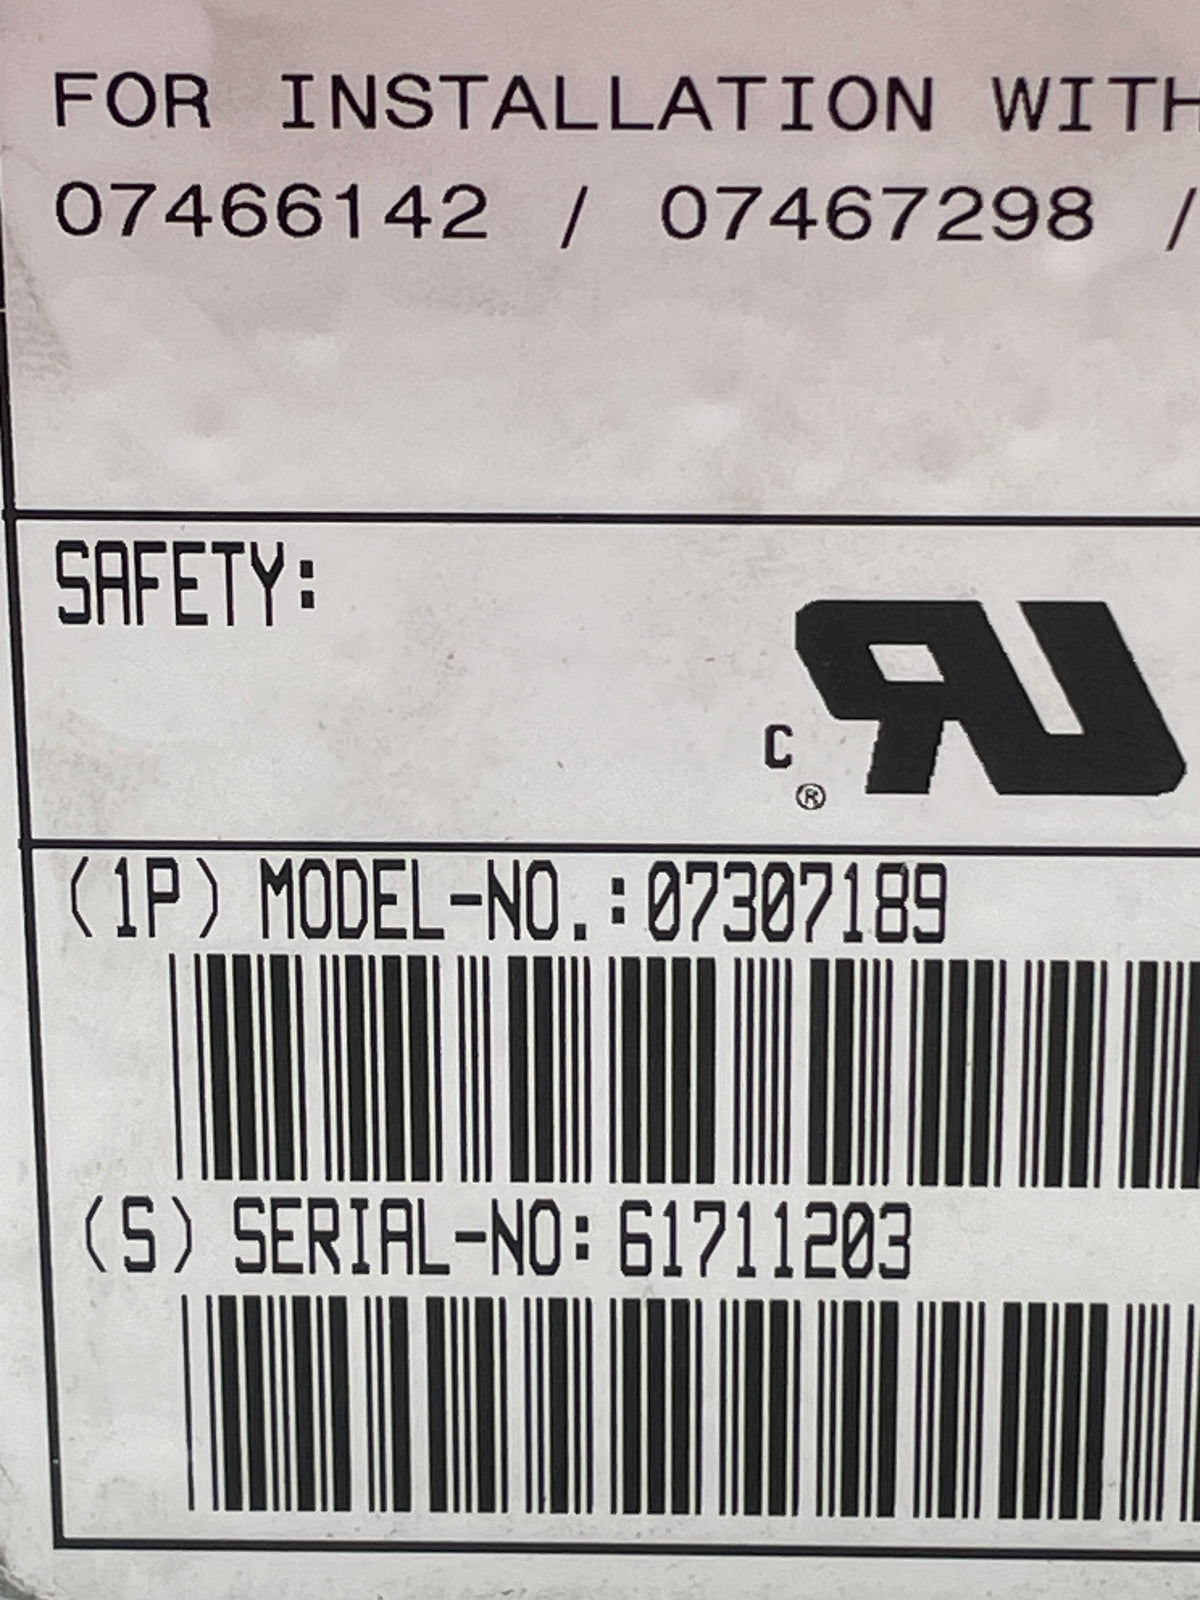 FOR INSTALLATION WITH
07466142 / 07467298 /
SAFETY:
C
®
(1P) MODEL-NO.:07307189
(S) SERIAL-NO: 61711203